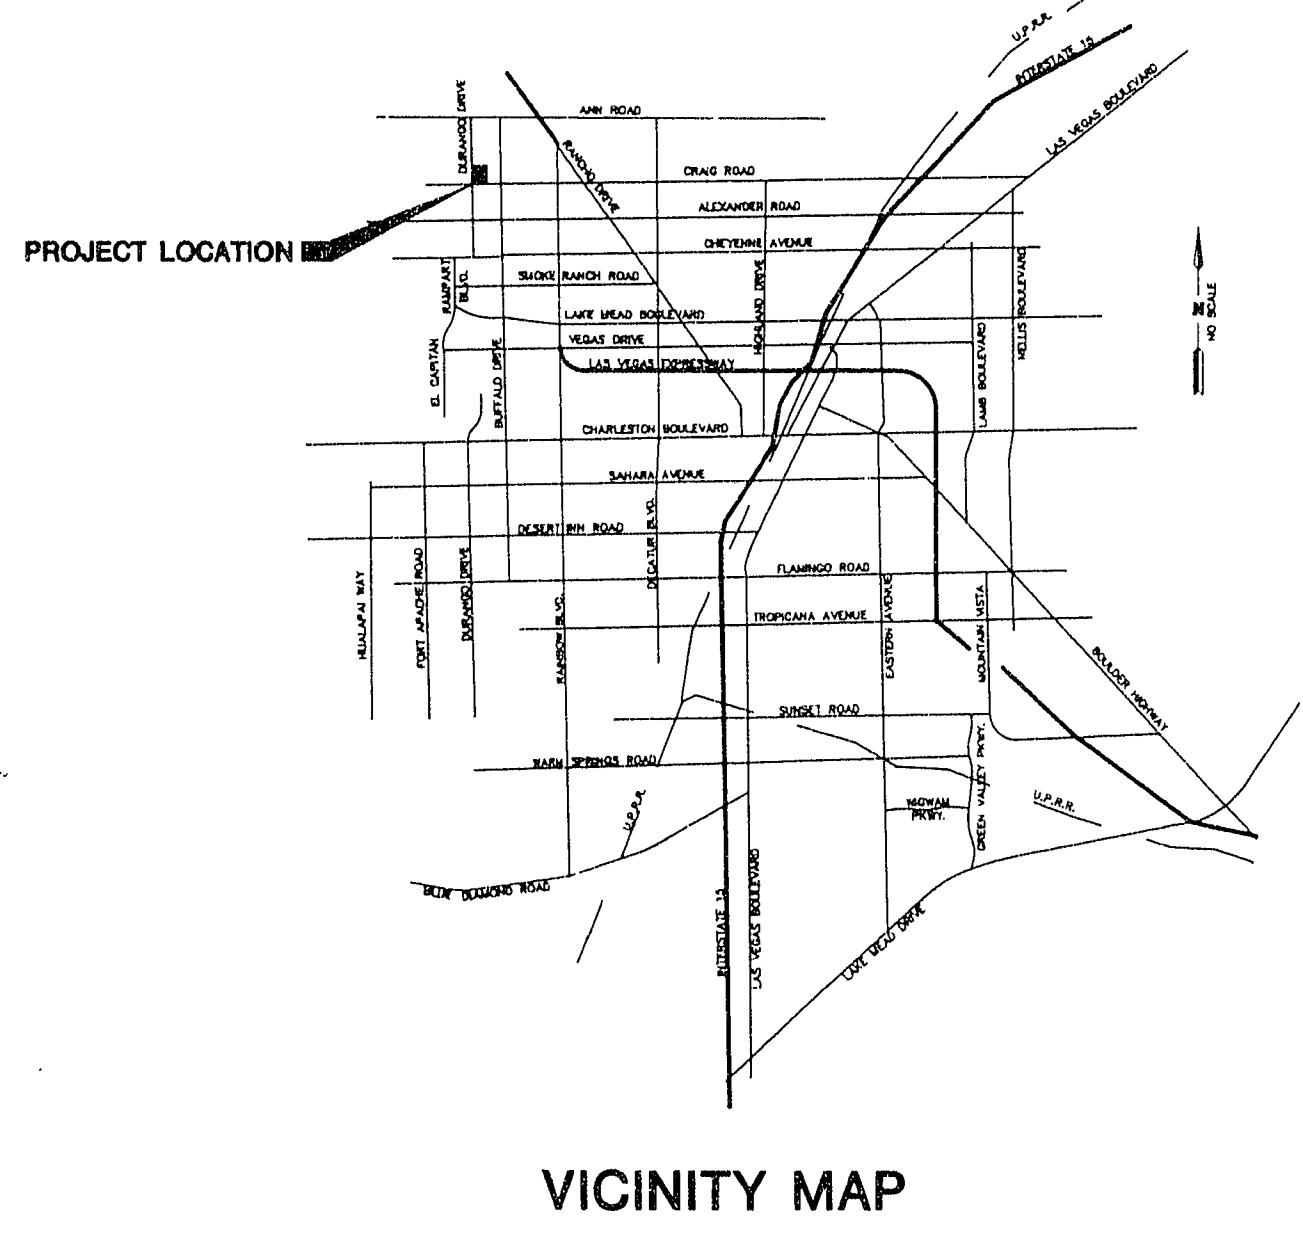 U.P.R.R.
INTERSTATE 15
LAS VEGAS BOULEVARD
DURANGO DRIVE
ANN ROAD
RANCHO DRIVE
CRAIG ROAD
ALEXANDER ROAD
CHEYENNE AVENUE
PROJECT LOCATION
RAMPART
BLVD.
SMOKE RANCH ROAD
HIGHLAND DRIVE
NELLIS BOULEVARD
N
NO SCALE
LAKE MEAD BOULEVARD
VEGAS DRIVE
LAS VEGAS EXPRESSWAY
EL CAPITAN
BUFFALO DRIVE
LAMB BOULEVARD
CHARLESTON BOULEVARD
SAHARA AVENUE
DESERT INN ROAD
DECATUR BLVD.
FLAMINGO ROAD
HUALAPAI WAY
FORT APACHE ROAD
DURANGO DRIVE
RAINBOW BLVD.
TROPICANA AVENUE
EASTERN AVENUE
MOUNTAIN VISTA
BOULDER HIGHWAY
SUNSET ROAD
WARM SPRINGS ROAD
GREEN VALLEY PKWY.
U.P.R.R.
WIGWAM
PKWY.
U.P.R.R.
BLUE DIAMOND ROAD
INTERSTATE 15
LAS VEGAS BOULEVARD
LAKE MEAD DRIVE
VICINITY MAP